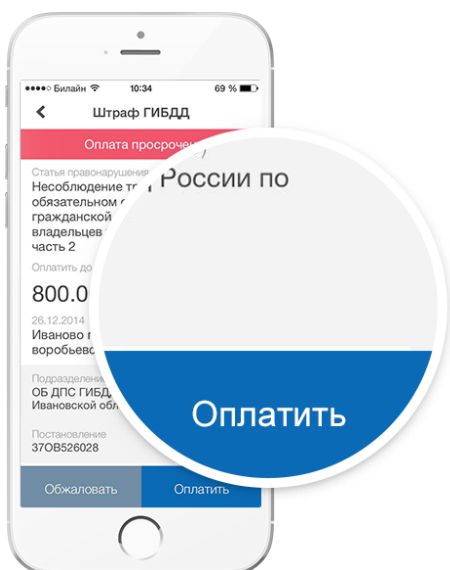 Билайн 10:34 69 %
Штраф ГИБДД
Оплата просрочен
Статья правонарушения
Несоблюдение
обязательном
гражданской
владельцев
часть 2
Оплатить до
800.0
26.12.2014
Иваново
воробьево
Подразделени
ОБ ДПС ГИБД
Ивановской обл
Постановление
37ОВ526028
Обжаловать Оплатить
России по
Оплатить